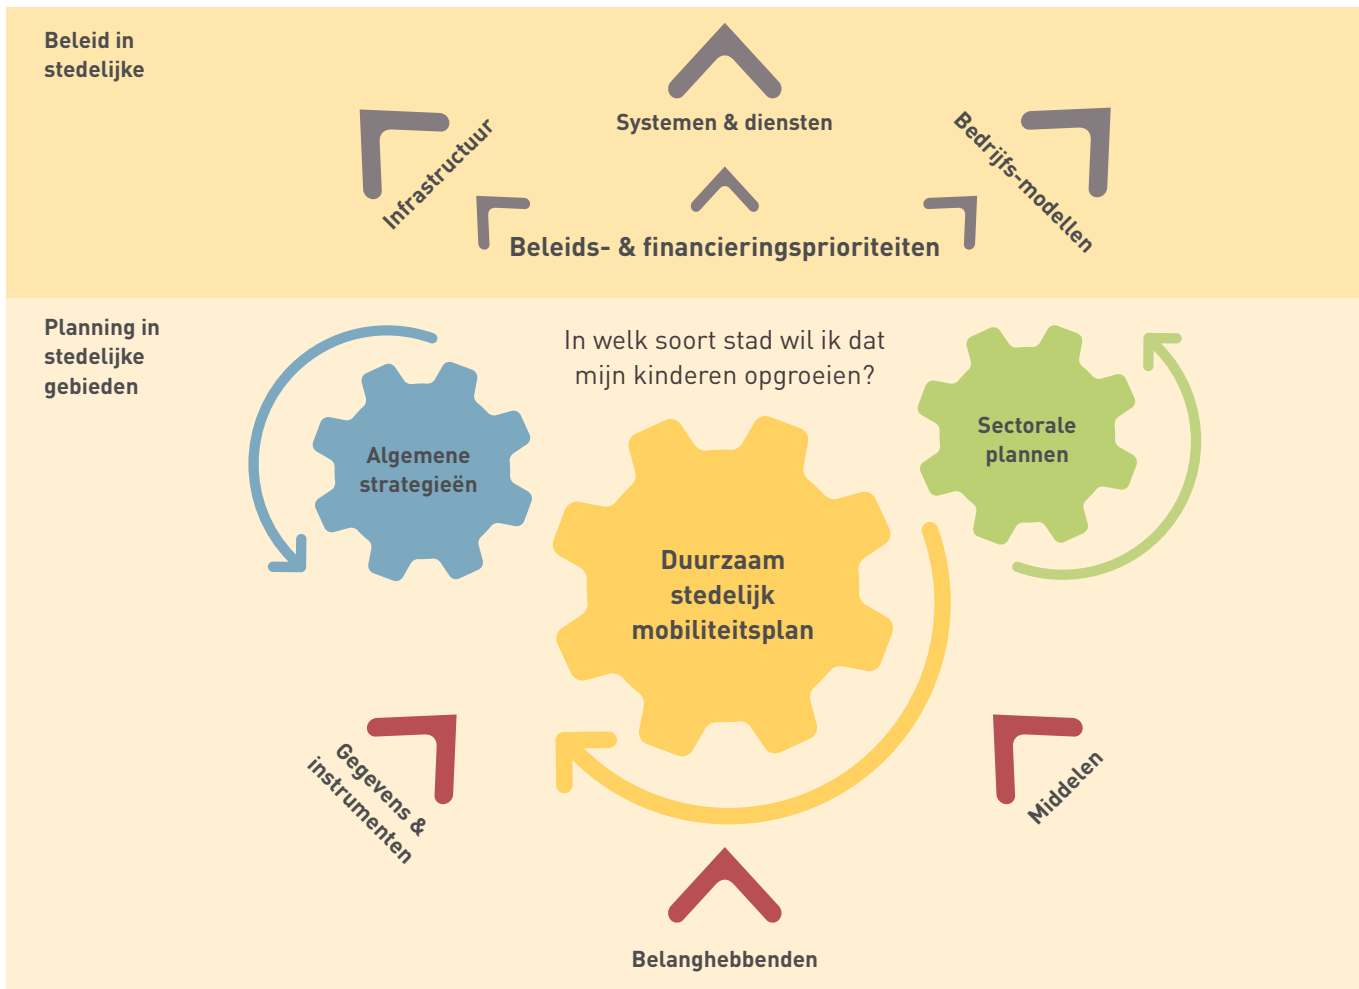 Beleid in
stedelijke
Systemen & diensten
Infrastructuur
Bedrijfs-modellen
Beleids- & financieringsprioriteiten
Planning in
stedelijke
gebieden
In welk soort stad wil ik dat
mijn kinderen opgroeien?
Algemene
strategieën
Sectorale
plannen
Duurzaam
stedelijk
mobiliteitsplan
Gegevens &
instrumenten
Middelen
Belanghebbenden